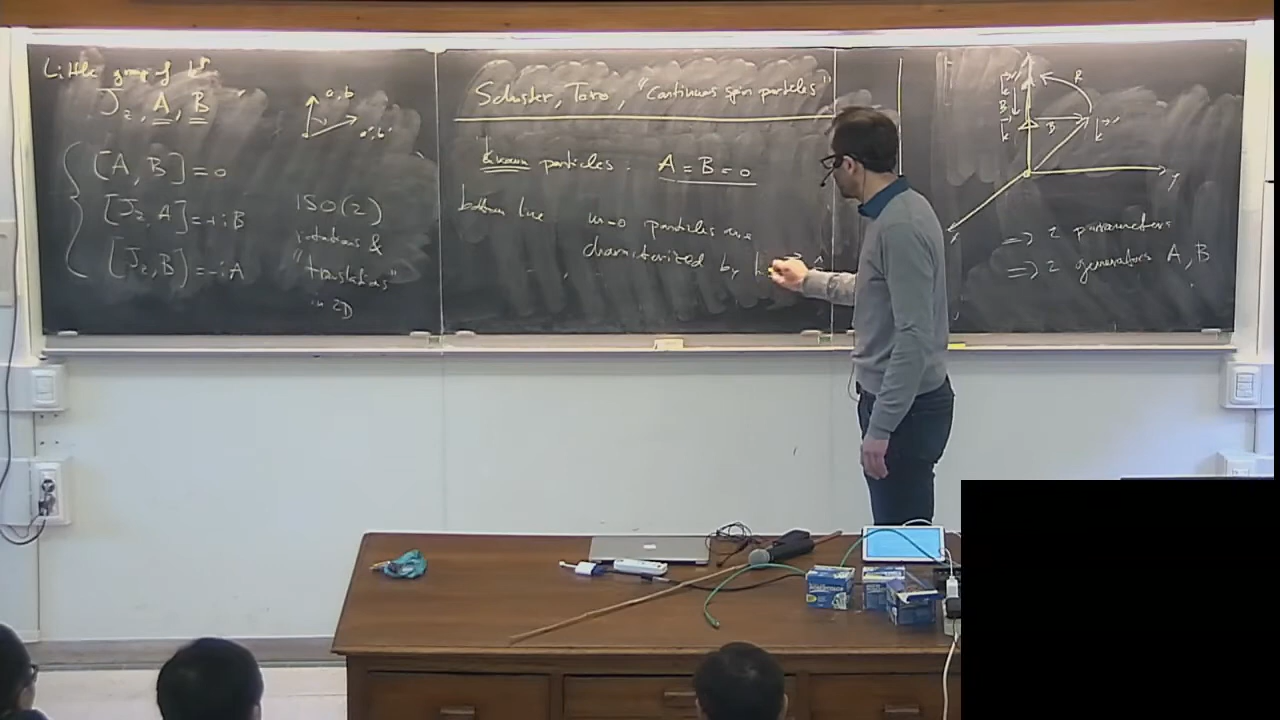 Little group of k^μ
J_z, A, B
a, b
a', b'
[A, B] = 0
[J_z, A] = +iB
[J_z, B] = -iA
ISO(2)
rotations &
"translations"
in 2D
Schuster, Toro, "Continuous spin particles"
known particles: A = B = 0
bottom line
m=0 particles are
characterized by
R
B
y
x
=> 2 parameters
=> 2 generators A, B